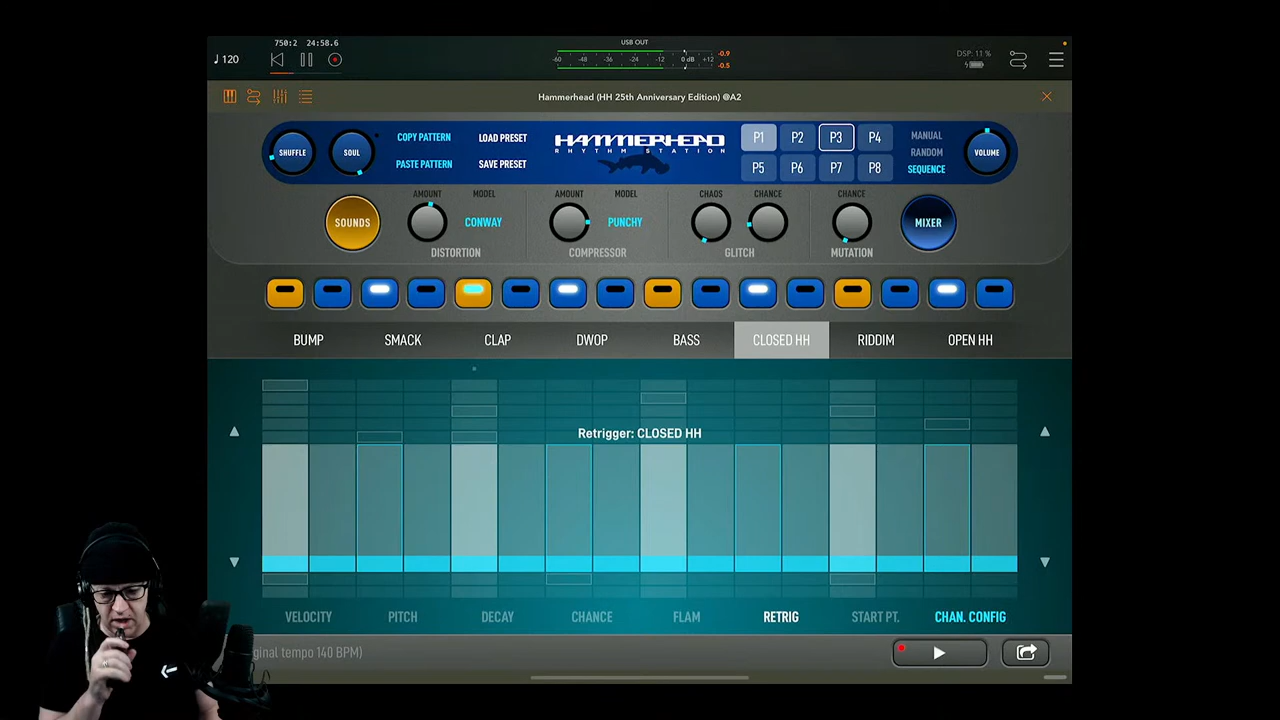 750:2 24:58.6
USB OUT
♩120
-60 -48 -36 -24 -12 0 dB +12
-0.9
-0.5
DSP: 11 %
Hammerhead (HH 25th Anniversary Edition) @A2
SHUFFLE
SOUL
COPY PATTERN
PASTE PATTERN
LOAD PRESET
SAVE PRESET
HAMMERHEAD
RHYTHM STATION
P1 P2 P3 P4
P5 P6 P7 P8
MANUAL
RANDOM
SEQUENCE
VOLUME
AMOUNT MODEL AMOUNT MODEL CHAOS CHANCE CHANCE
SOUNDS CONWAY PUNCHY MIXER
DISTORTION COMPRESSOR GLITCH MUTATION
BUMP SMACK CLAP DWOP BASS CLOSED HH RIDDIM OPEN HH
Retrigger: CLOSED HH
VELOCITY PITCH DECAY CHANCE FLAM RETRIG START PT. CHAN. CONFIG
ginal tempo 140 BPM)